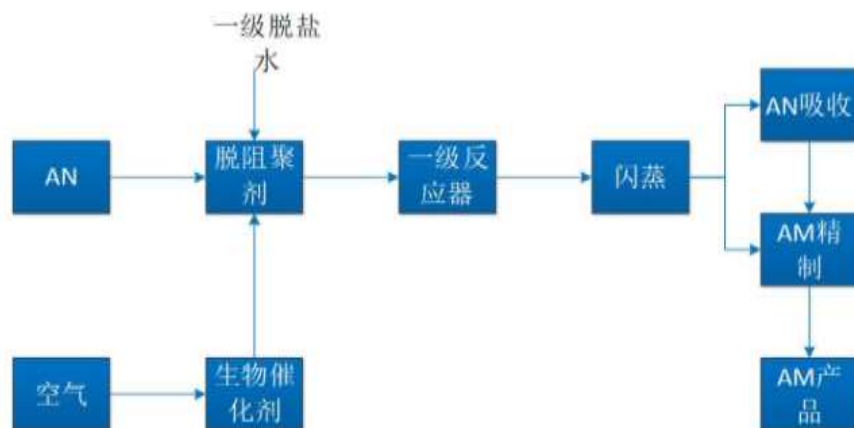 一级脱盐
水
AN
脱阻聚
剂
一级反
应器
闪蒸
AN吸收
AM精
制
空气
生物催
化剂
AM产
品